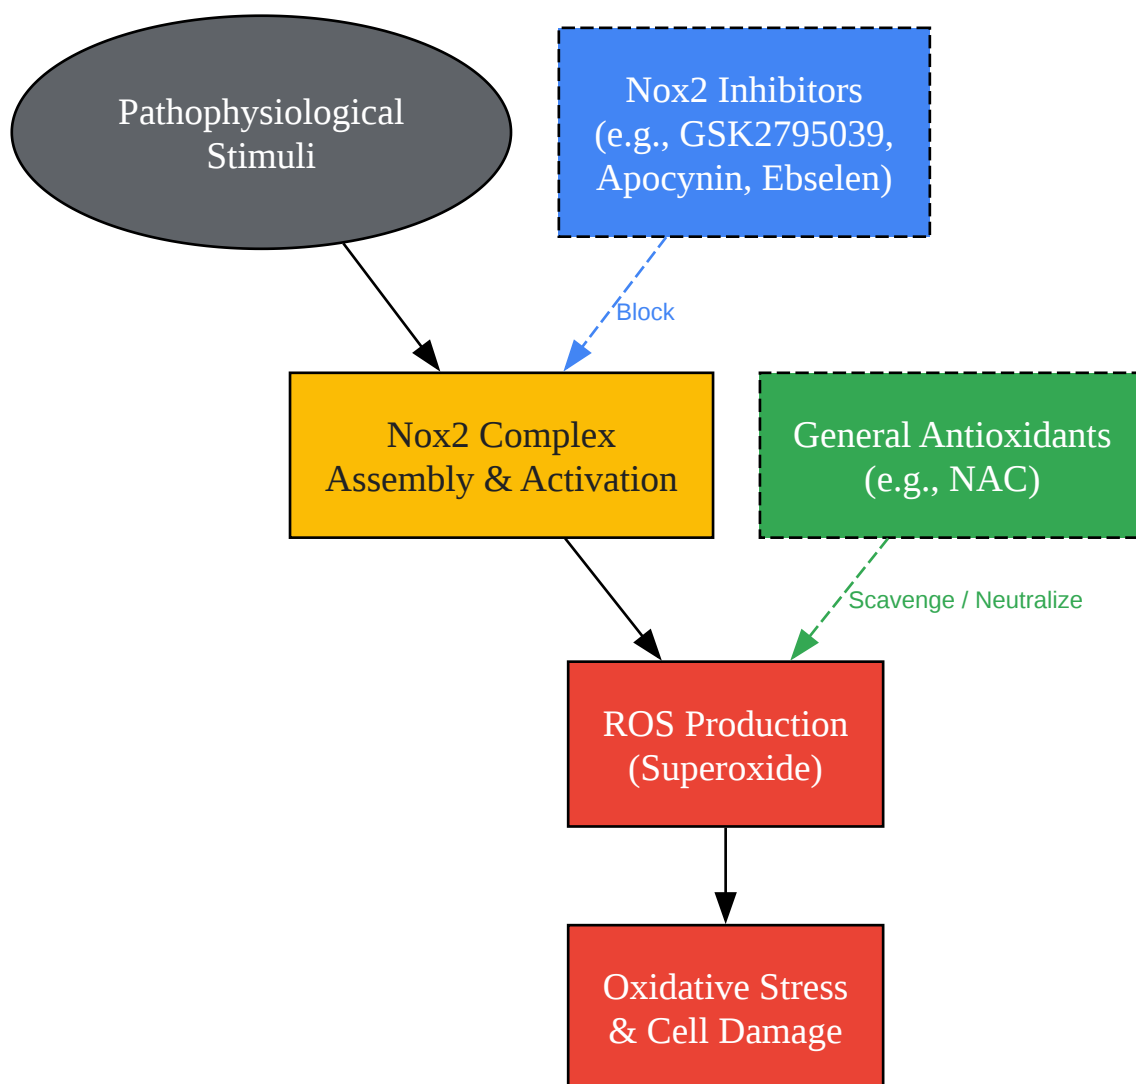 Pathophysiological
Stimuli
Nox2 Inhibitors
(e.g., GSK2795039,
Apocynin, Ebselen)
Block
Nox2 Complex
Assembly & Activation
General Antioxidants
(e.g., NAC)
Scavenge / Neutralize
ROS Production
(Superoxide)
Oxidative Stress
& Cell Damage